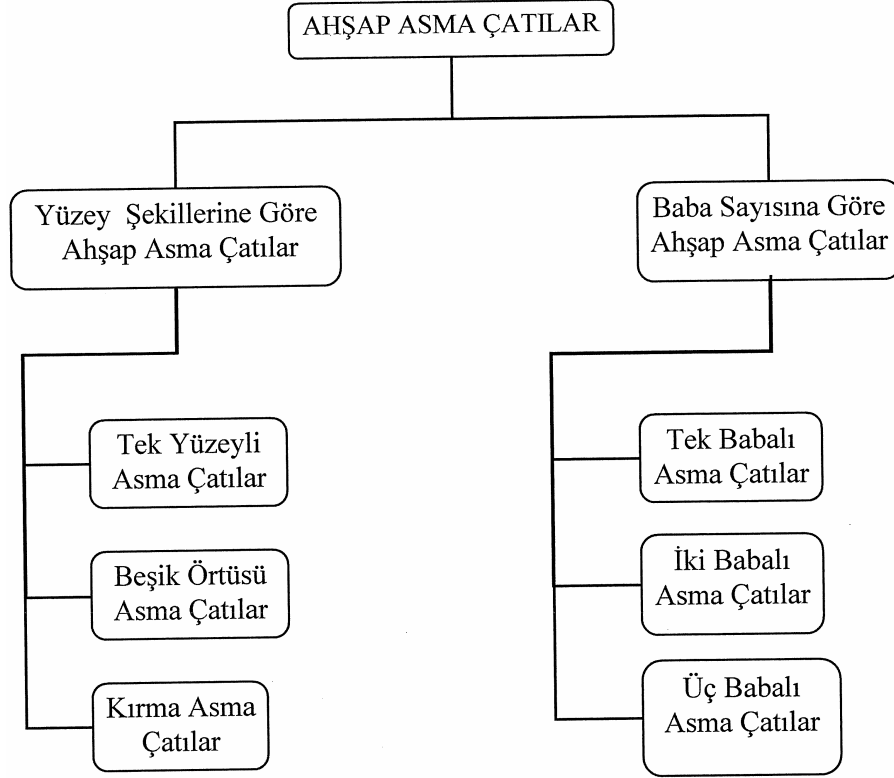 AHŞAP ASMA ÇATILAR
Yüzey Şekillerine Göre
Ahşap Asma Çatılar
Baba Sayısına Göre
Ahşap Asma Çatılar
Tek Yüzeyli
Asma Çatılar
Beşik Örtüsü
Asma Çatılar
Kırma Asma
Çatılar
Tek Babalı
Asma Çatılar
İki Babalı
Asma Çatılar
Üç Babalı
Asma Çatılar